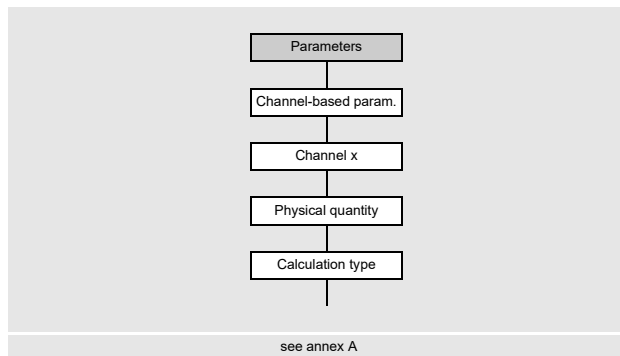 Parameters
Channel-based param.
Channel x
Physical quantity
Calculation type
see annex A